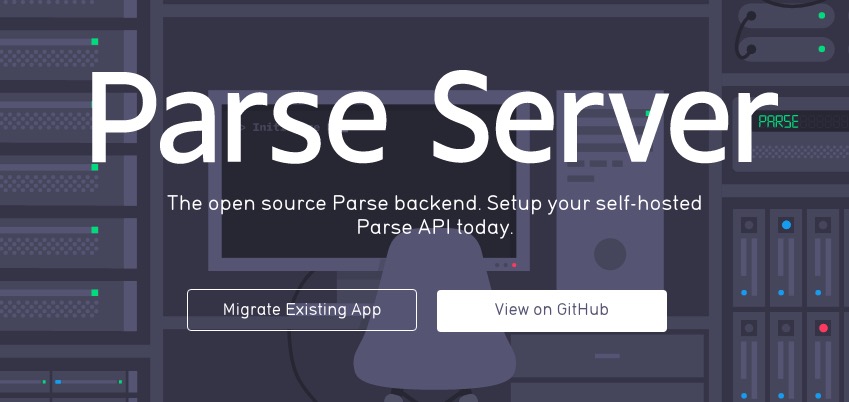 Parse Server
PARSE
The open source Parse backend. Setup your self-hosted
Parse API today.
Migrate Existing App
View on GitHub